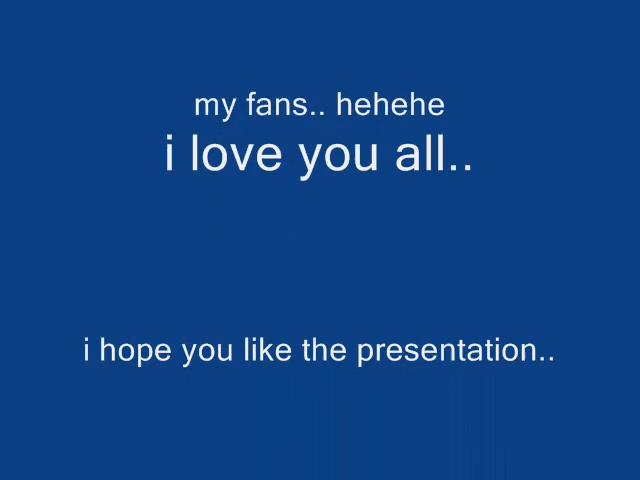 my fans.. hehehe
i love you all..
i hope you like the presentation..